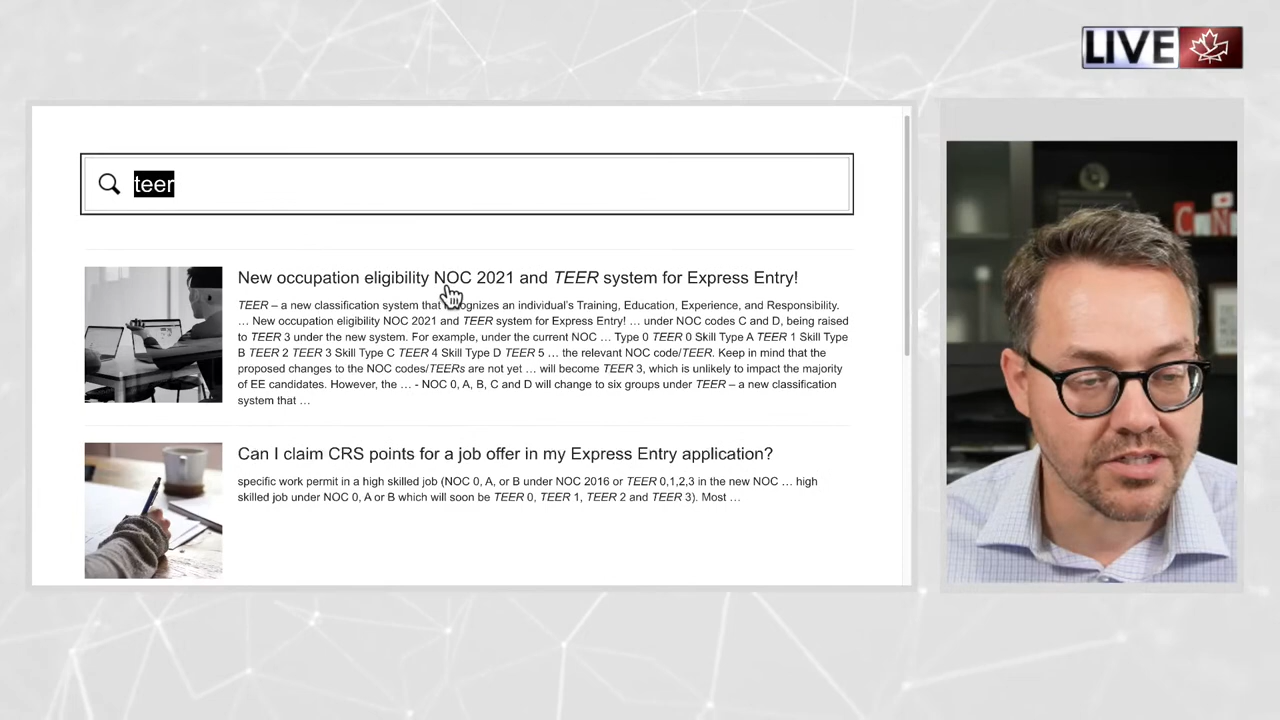 LIVE
teer
New occupation eligibility NOC 2021 and TEER system for Express Entry!
TEER – a new classification system that recognizes an individual's Training, Education, Experience, and Responsibility.
… New occupation eligibility NOC 2021 and TEER system for Express Entry! … under NOC codes C and D, being raised
to TEER 3 under the new system. For example, under the current NOC … Type 0 TEER 0 Skill Type A TEER 1 Skill Type
B TEER 2 TEER 3 Skill Type C TEER 4 Skill Type D TEER 5 … the relevant NOC code/TEER. Keep in mind that the
proposed changes to the NOC codes/TEERs are not yet … will become TEER 3, which is unlikely to impact the majority
of EE candidates. However, the … - NOC 0, A, B, C and D will change to six groups under TEER – a new classification
system that …
Can I claim CRS points for a job offer in my Express Entry application?
specific work permit in a high skilled job (NOC 0, A, or B under NOC 2016 or TEER 0,1,2,3 in the new NOC … high
skilled job under NOC 0, A or B which will soon be TEER 0, TEER 1, TEER 2 and TEER 3). Most …